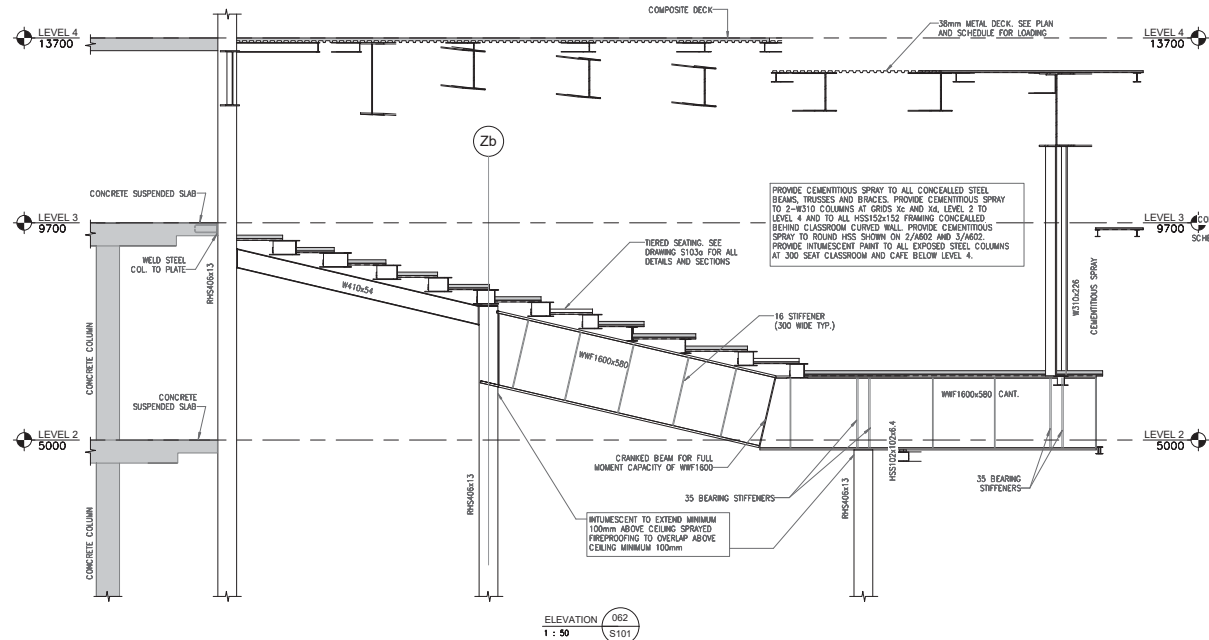 COMPOSITE DECK
LEVEL 4
13700
38mm METAL DECK. SEE PLAN
AND SCHEDULE FOR LOADING
LEVEL 4
13700
Zb
CONCRETE SUSPENDED SLAB
LEVEL 3
9700
WELD STEEL
COL. TO PLATE
RHS406x13
W410x54
TIERED SEATING. SEE
DRAWING S103a FOR ALL
DETAILS AND SECTIONS
PROVIDE CEMENTITIOUS SPRAY TO ALL CONCEALLED STEEL
BEAMS, TRUSSES AND BRACES. PROVIDE CEMENTITIOUS SPRAY
TO 2-W310 COLUMNS AT GRIDS Xc AND Xd, LEVEL 2 TO
LEVEL 4 AND TO ALL HSS152x152 FRAMING CONCEALLED
BEHIND CLASSROOM CURVED WALL. PROVIDE CEMENTITIOUS
SPRAY TO ROUND HSS SHOWN ON 2/A602 AND 3/A602.
PROVIDE INTUMESCENT PAINT TO ALL EXPOSED STEEL COLUMNS
AT 300 SEAT CLASSROOM AND CAFE BELOW LEVEL 4.
LEVEL 3
9700
CO
SCHE
W310x226
CEMENTITIOUS SPRAY
16 STIFFENER
(300 WIDE TYP.)
WWF1600x580
CONCRETE COLUMN
CONCRETE
SUSPENDED SLAB
LEVEL 2
5000
WWF1600x580 CANT.
LEVEL 2
5000
CRANKED BEAM FOR FULL
MOMENT CAPACITY OF WWF1600
HSS102x102x6.4
35 BEARING STIFFENERS
35 BEARING
STIFFENERS
RHS406x13
RHS406x13
INTUMESCENT TO EXTEND MINIMUM
100mm ABOVE CEILING SPRAYED
FIREPROOFING TO OVERLAP ABOVE
CEILING MINIMUM 100mm
CONCRETE COLUMN
ELEVATION
1 : 50
062
S101